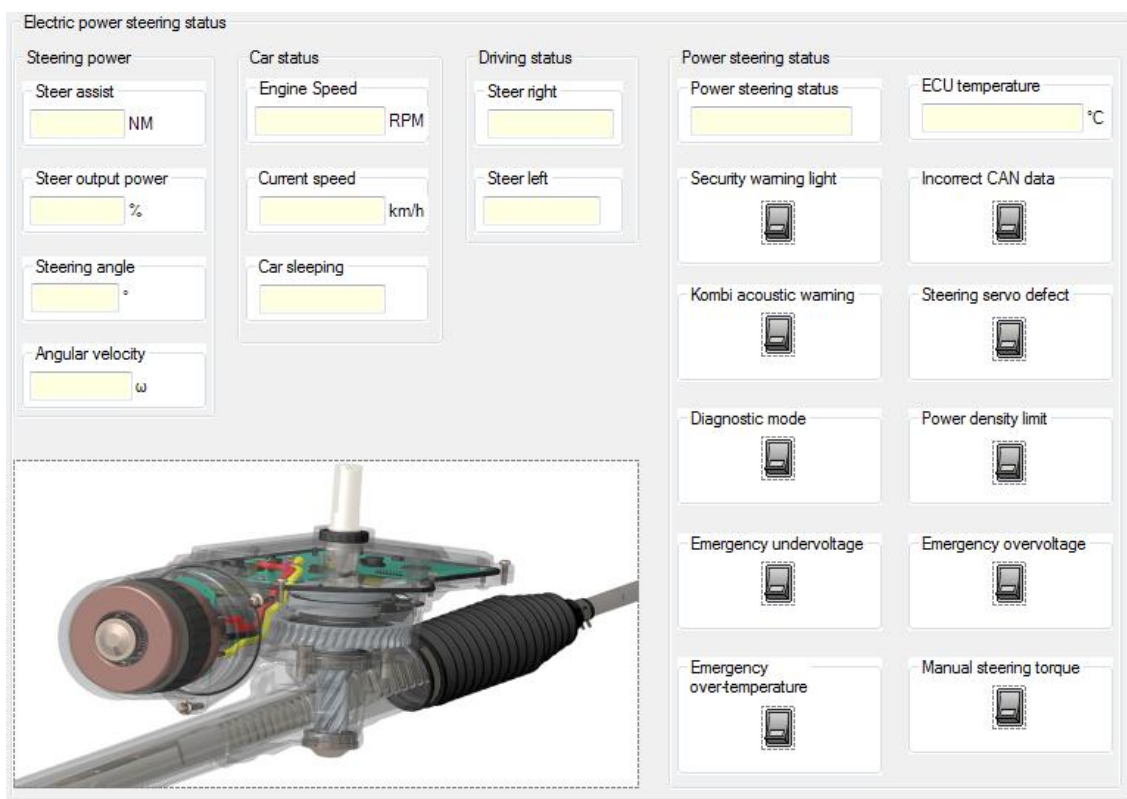 Electric power steering status
Steering power
Steer assist
NM
Steer output power
%
Steering angle
°
Angular velocity
ω
Car status
Engine Speed
RPM
Current speed
km/h
Car sleeping
Driving status
Steer right
Steer left
Power steering status
Power steering status
ECU temperature
°C
Security warning light
Incorrect CAN data
Kombi acoustic warning
Steering servo defect
Diagnostic mode
Power density limit
Emergency undervoltage
Emergency overvoltage
Emergency
over-temperature
Manual steering torque